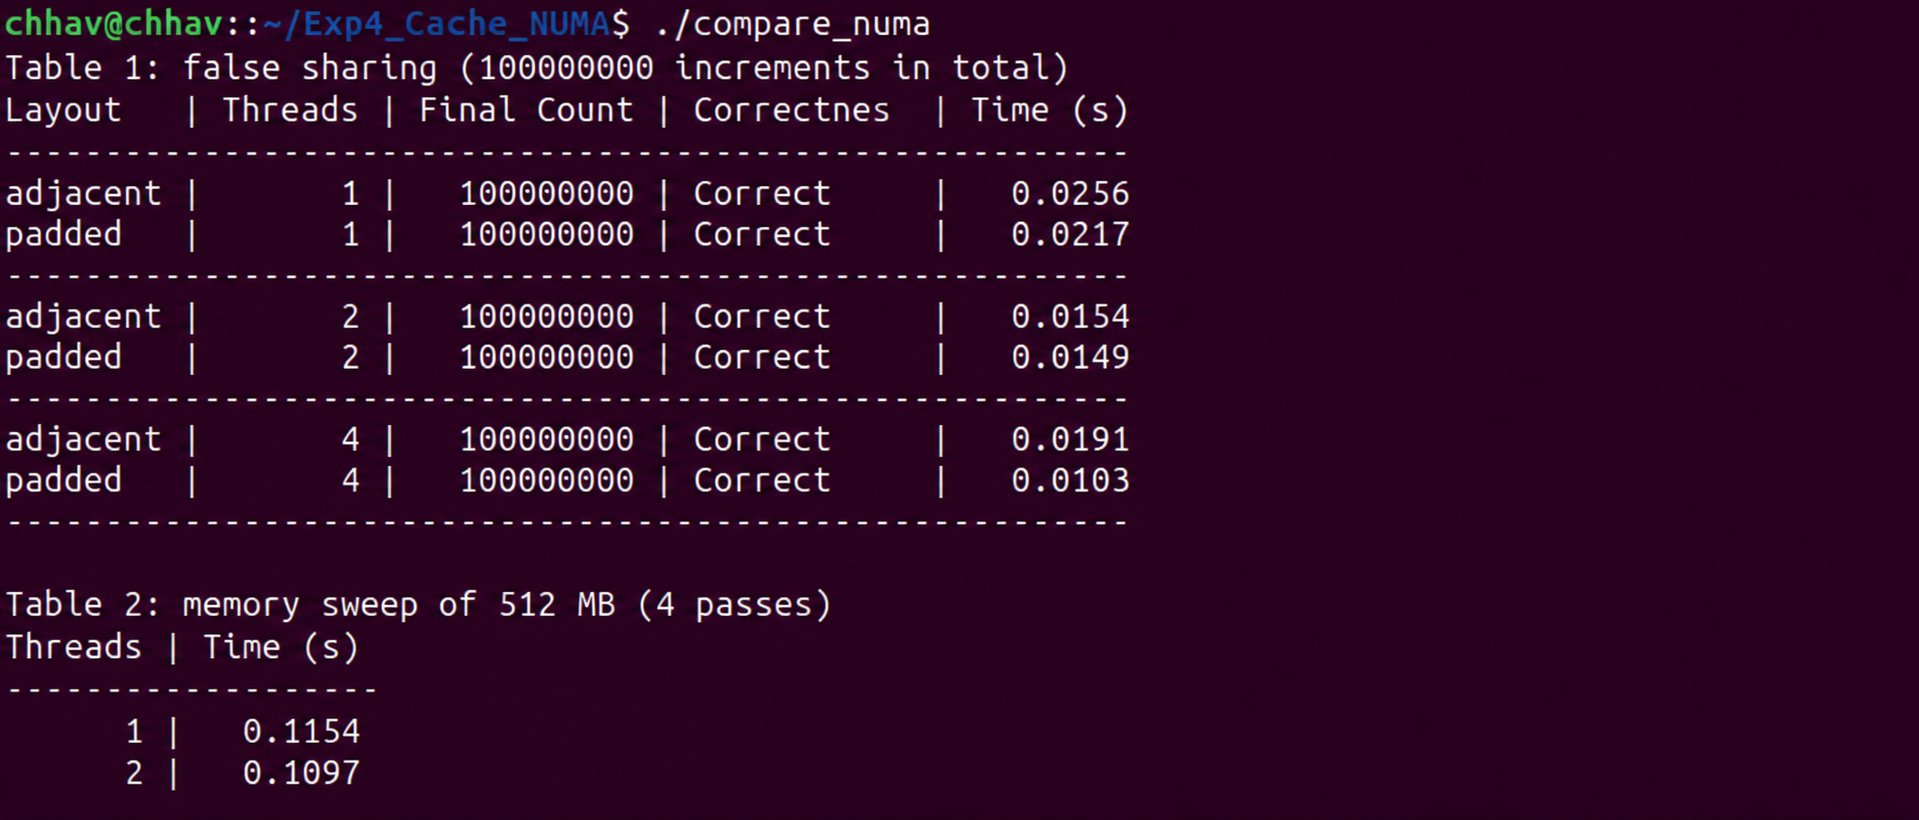 chhav@chhav::~/Exp4_Cache_NUMA$ ./compare_numa
Table 1: false sharing (100000000 increments in total)
Layout   | Threads | Final Count | Correctnes  | Time (s)
---------------------------------------------------------
adjacent |       1 |   100000000 | Correct     |   0.0256
padded   |       1 |   100000000 | Correct     |   0.0217
---------------------------------------------------------
adjacent |       2 |   100000000 | Correct     |   0.0154
padded   |       2 |   100000000 | Correct     |   0.0149
---------------------------------------------------------
adjacent |       4 |   100000000 | Correct     |   0.0191
padded   |       4 |   100000000 | Correct     |   0.0103
---------------------------------------------------------

Table 2: memory sweep of 512 MB (4 passes)
Threads | Time (s)
-------------------
      1 |   0.1154
      2 |   0.1097